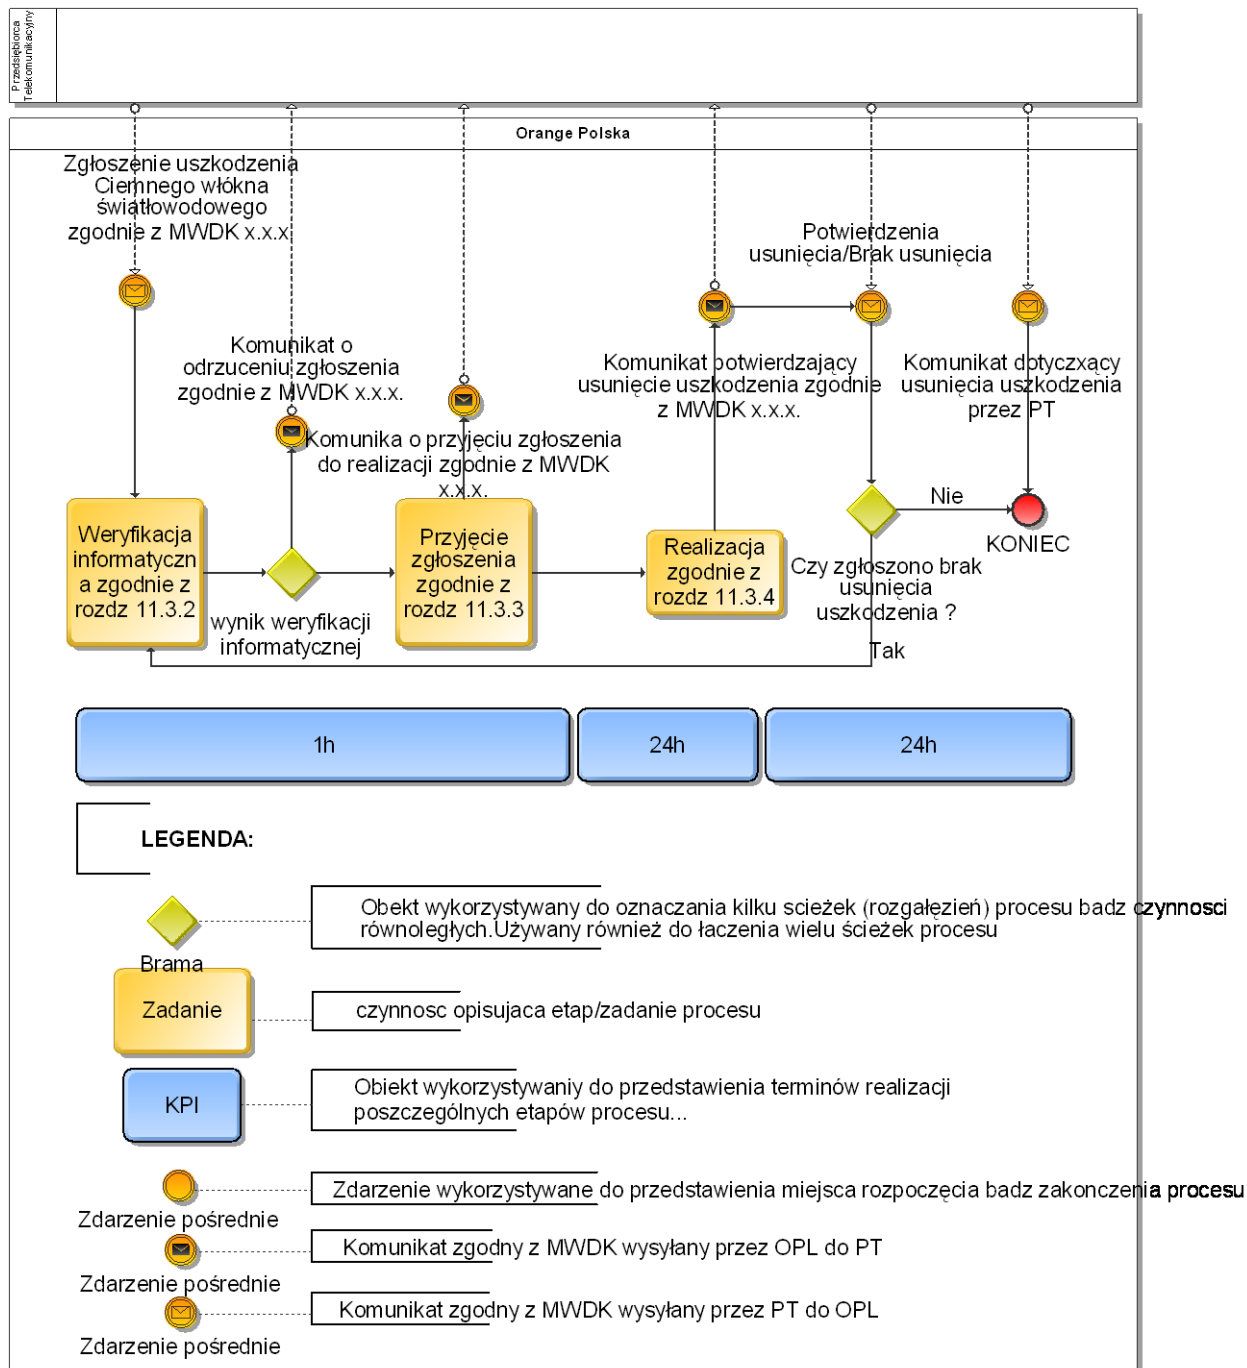 Przedsiębiorca
Telekomunikacyjny
Orange Polska
Zgłoszenie uszkodzenia
Ciemnego włókna
światłowodowego
zgodnie z MWDK x.x.x.
Komunikat o
odrzuceniu zgłoszenia
zgodnie z MWDK x.x.x.
Komunika o przyjęciu zgłoszenia
do realizacji zgodnie z MWDK
x.x.x.
Komunikat potwierdzający
usunięcie uszkodzenia zgodnie
z MWDK x.x.x.
Potwierdzenia
usunięcia/Brak usunięcia
Komunikat dotyczxący
usunięcia uszkodzenia
przez PT
Weryfikacja
informatyczn
a zgodnie z
rozdz 11.3.2
wynik weryfikacji
informatycznej
Przyjęcie
zgłoszenia
zgodnie z
rozdz 11.3.3
Realizacja
zgodnie z
rozdz 11.3.4
Nie
KONIEC
Czy zgłoszono brak
usunięcia
uszkodzenia ?
Tak
1h
24h
24h
LEGENDA:
Brama
Obekt wykorzystywany do oznaczania kilku scieżek (rozgałęzień) procesu badz czynnosci
równoległych.Używany również do łaczenia wielu ścieżek procesu
Zadanie
czynnosc opisujaca etap/zadanie procesu
KPI
Obiekt wykorzystywaniy do przedstawienia terminów realizacji
poszczególnych etapów procesu...
Zdarzenie wykorzystywane do przedstawienia miejsca rozpoczęcia badz zakonczenia procesu
Zdarzenie pośrednie
Komunikat zgodny z MWDK wysyłany przez OPL do PT
Zdarzenie pośrednie
Komunikat zgodny z MWDK wysyłany przez PT do OPL
Zdarzenie pośrednie